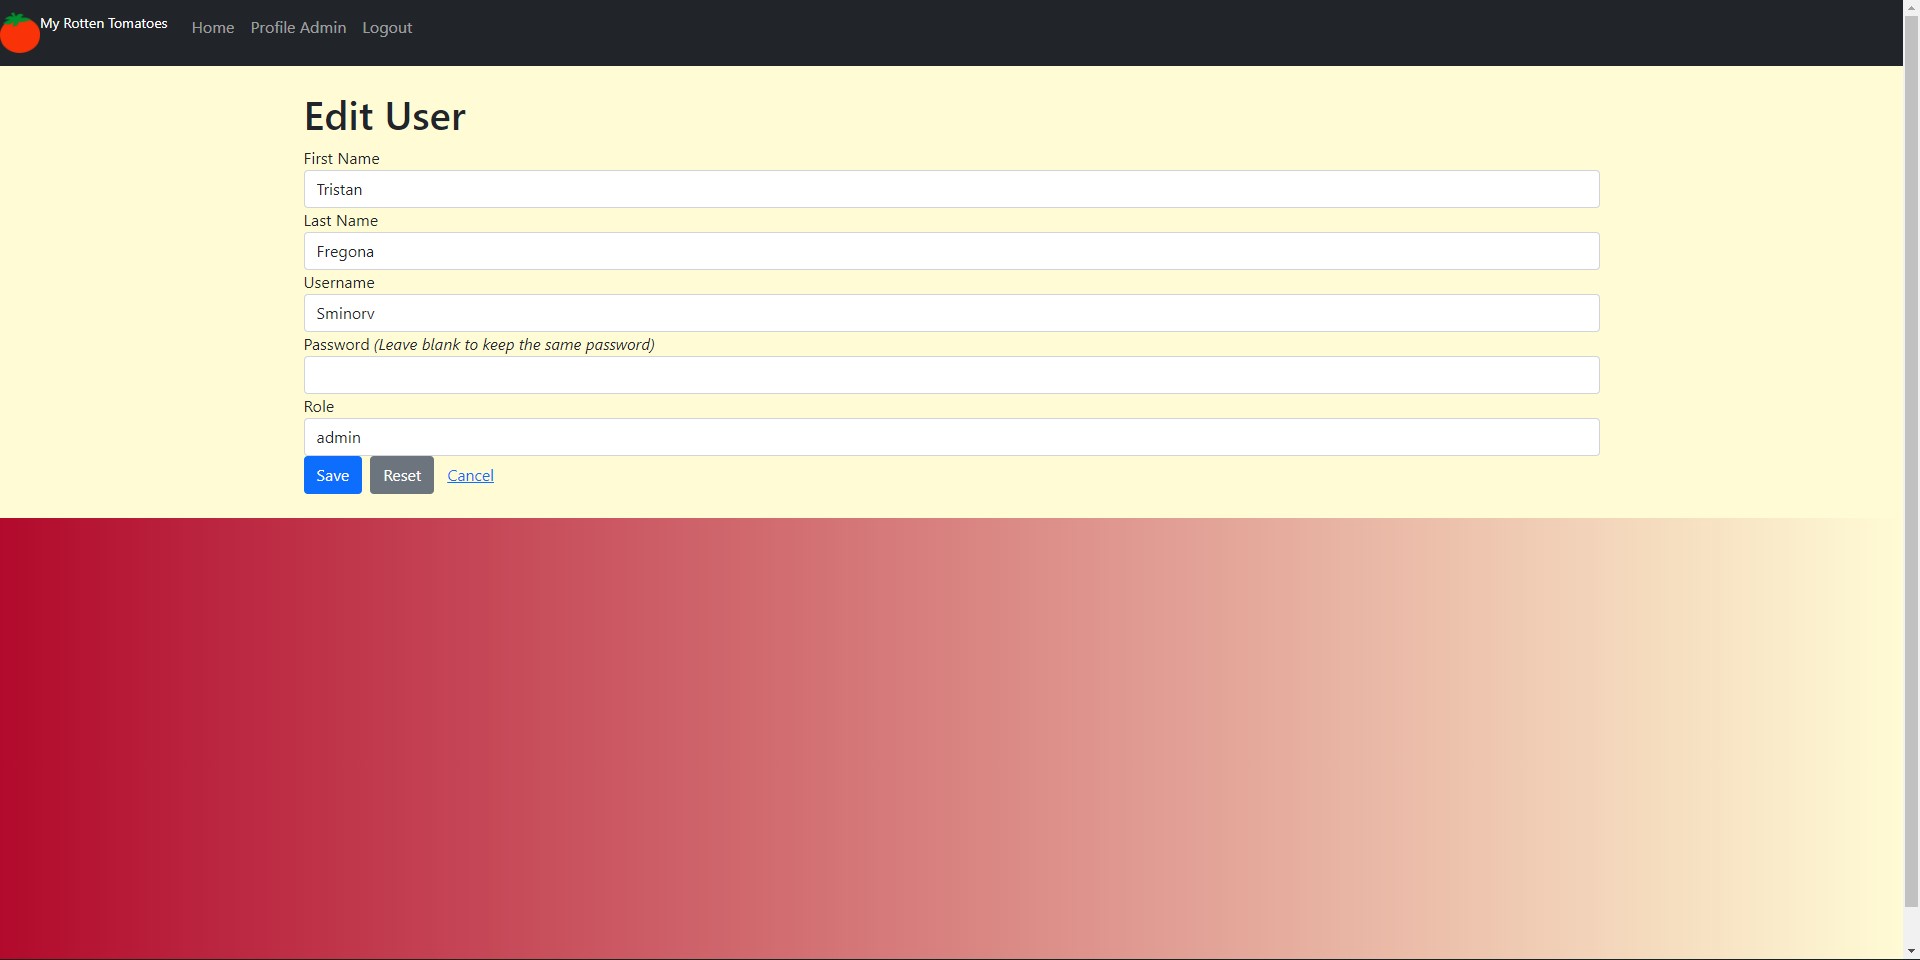 My Rotten Tomatoes Home Profile Admin Logout
Edit User
First Name
Tristan
Last Name
Fregona
Username
Sminorv
Password (Leave blank to keep the same password)
Role
admin
Save Reset Cancel